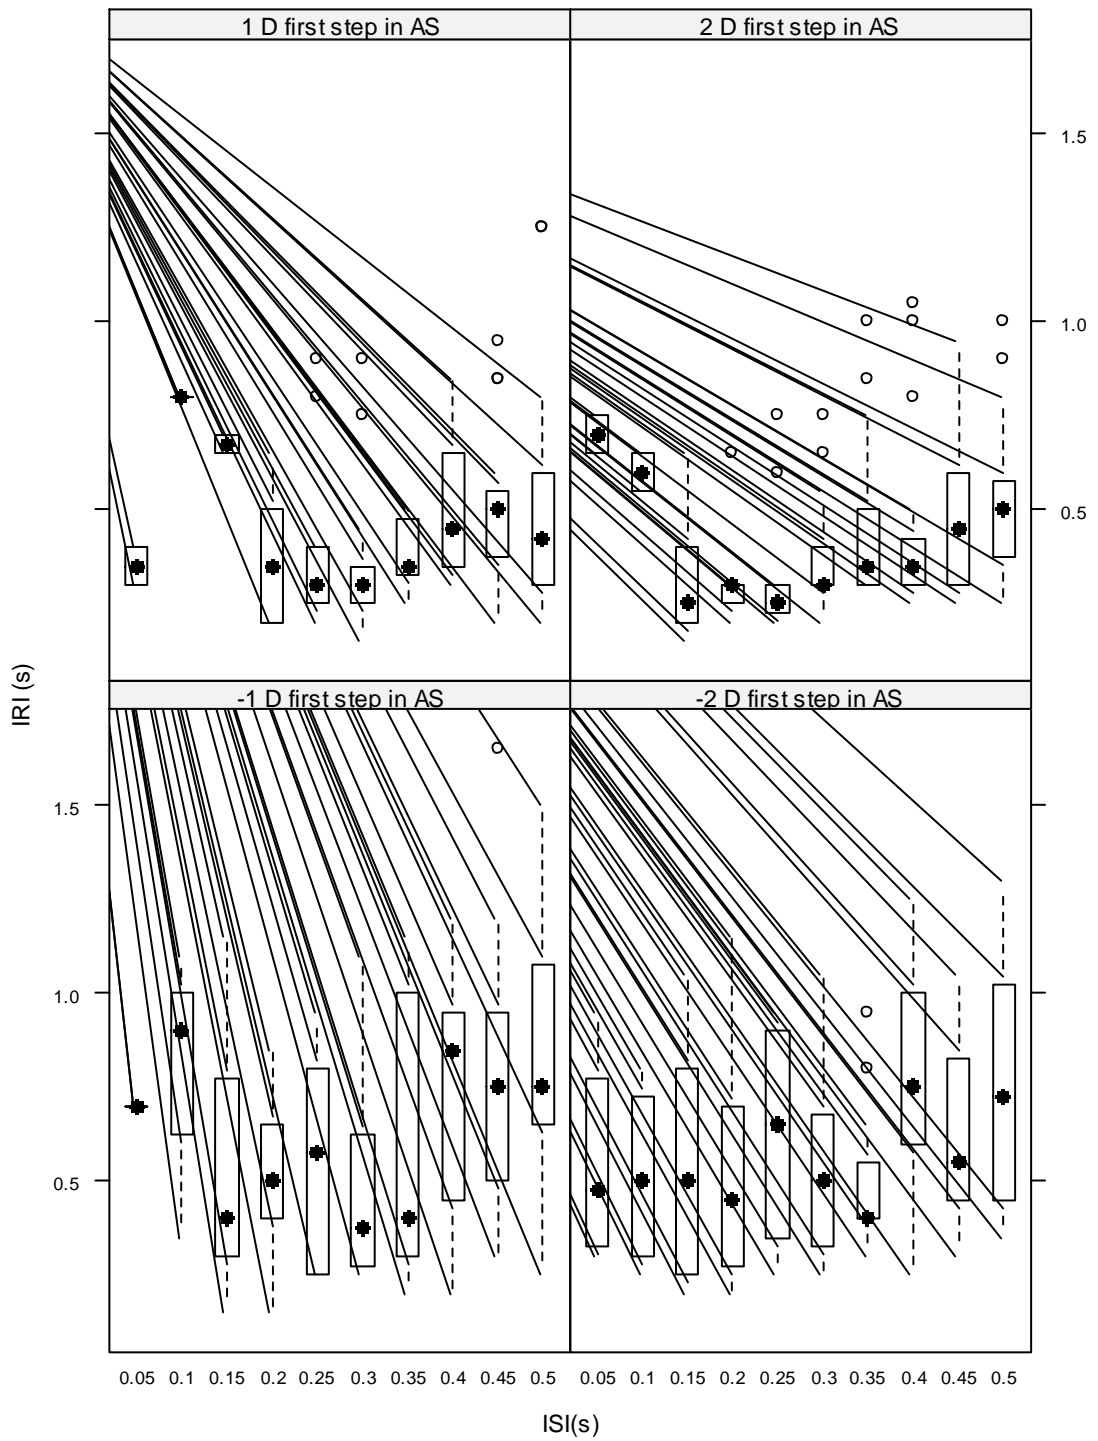 1 D first step in AS
2 D first step in AS
1.5
1.0
0.5
IRI (s)
-1 D first step in AS
-2 D first step in AS
1.5
1.0
0.5
0.05 0.1 0.15 0.2 0.25 0.3 0.35 0.4 0.45 0.5
0.05 0.1 0.15 0.2 0.25 0.3 0.35 0.4 0.45 0.5
ISI(s)